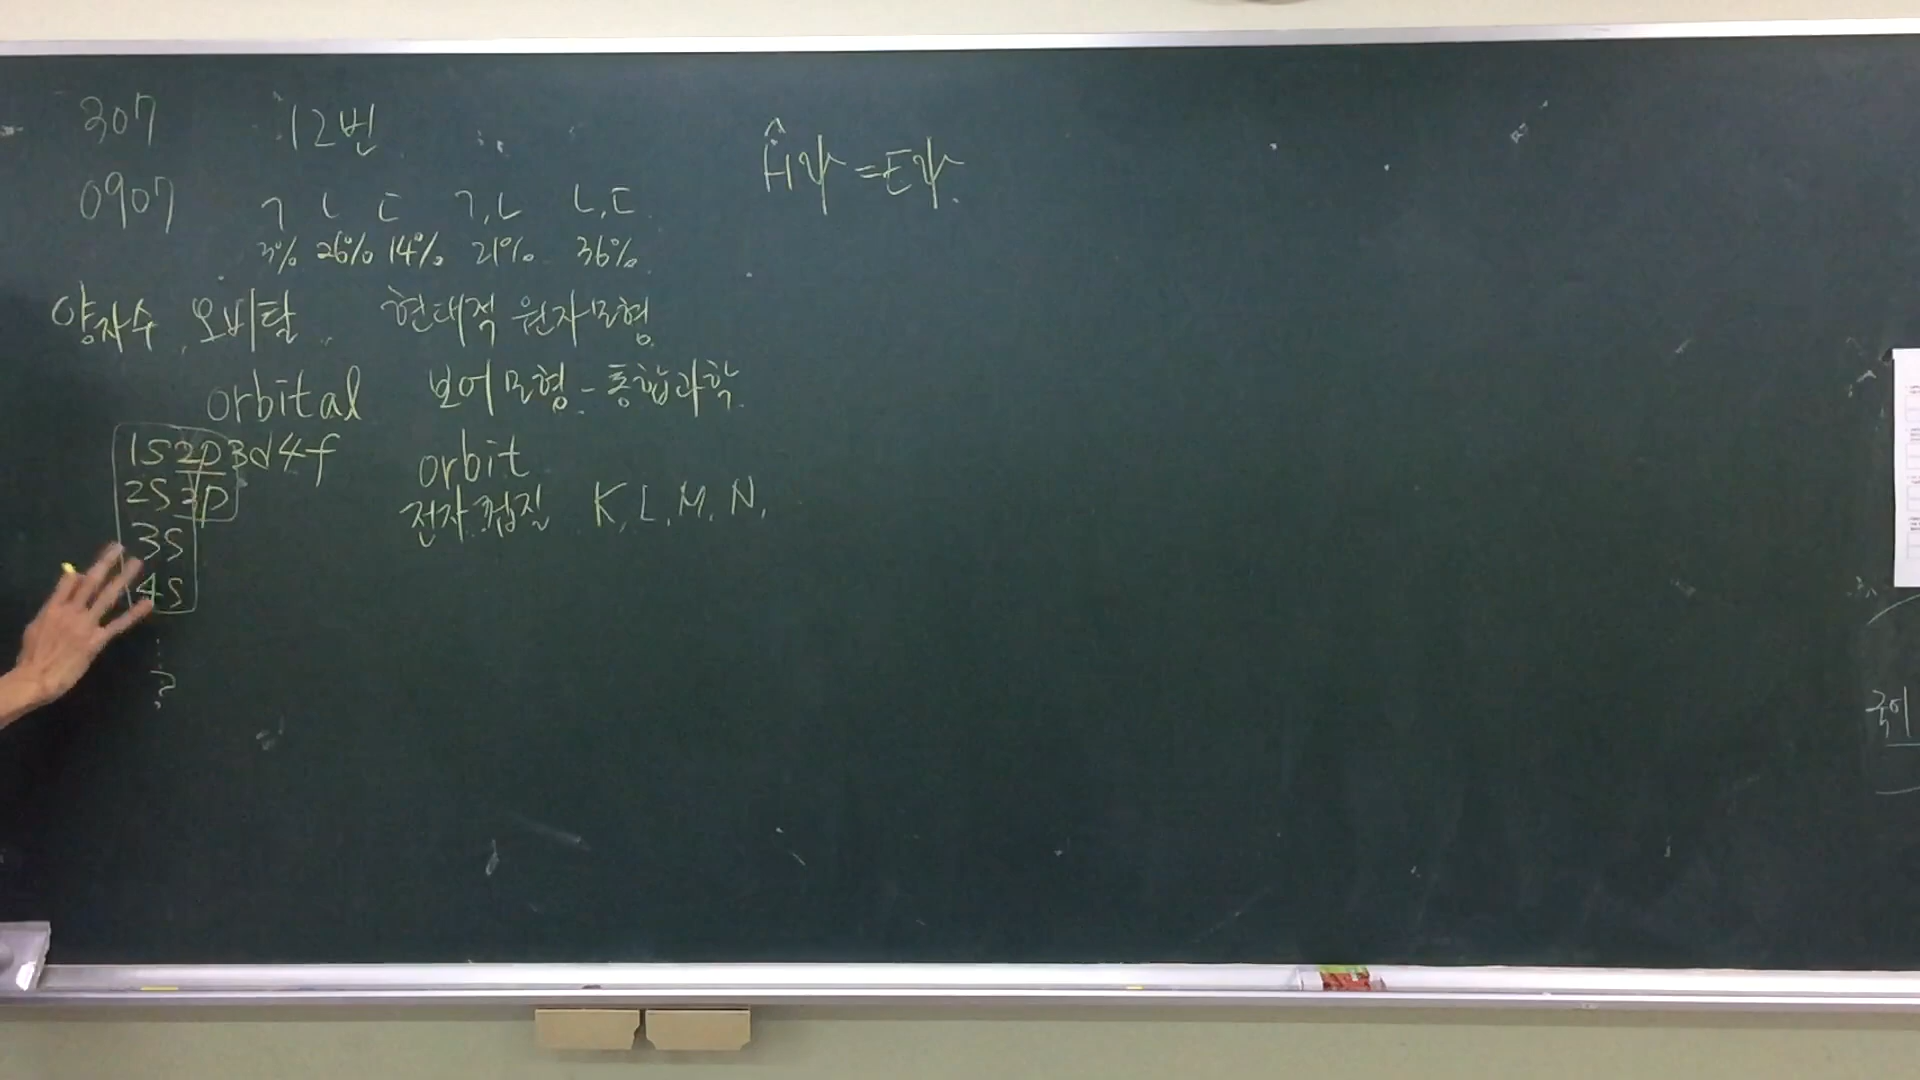 307 12번
0907 ㄱ ㄴ ㄷ ㄱ,ㄴ ㄴ,ㄷ
3% 26% 14% 21% 36%
ĤΨ = EΨ.
양자수, 오비탈 현대적 원자모형
orbital 보어모형 - 통합과학
1s 2p 3d 4f orbit
2s 3p 전자껍질 K, L, M, N,
3s
4s
⋮
?